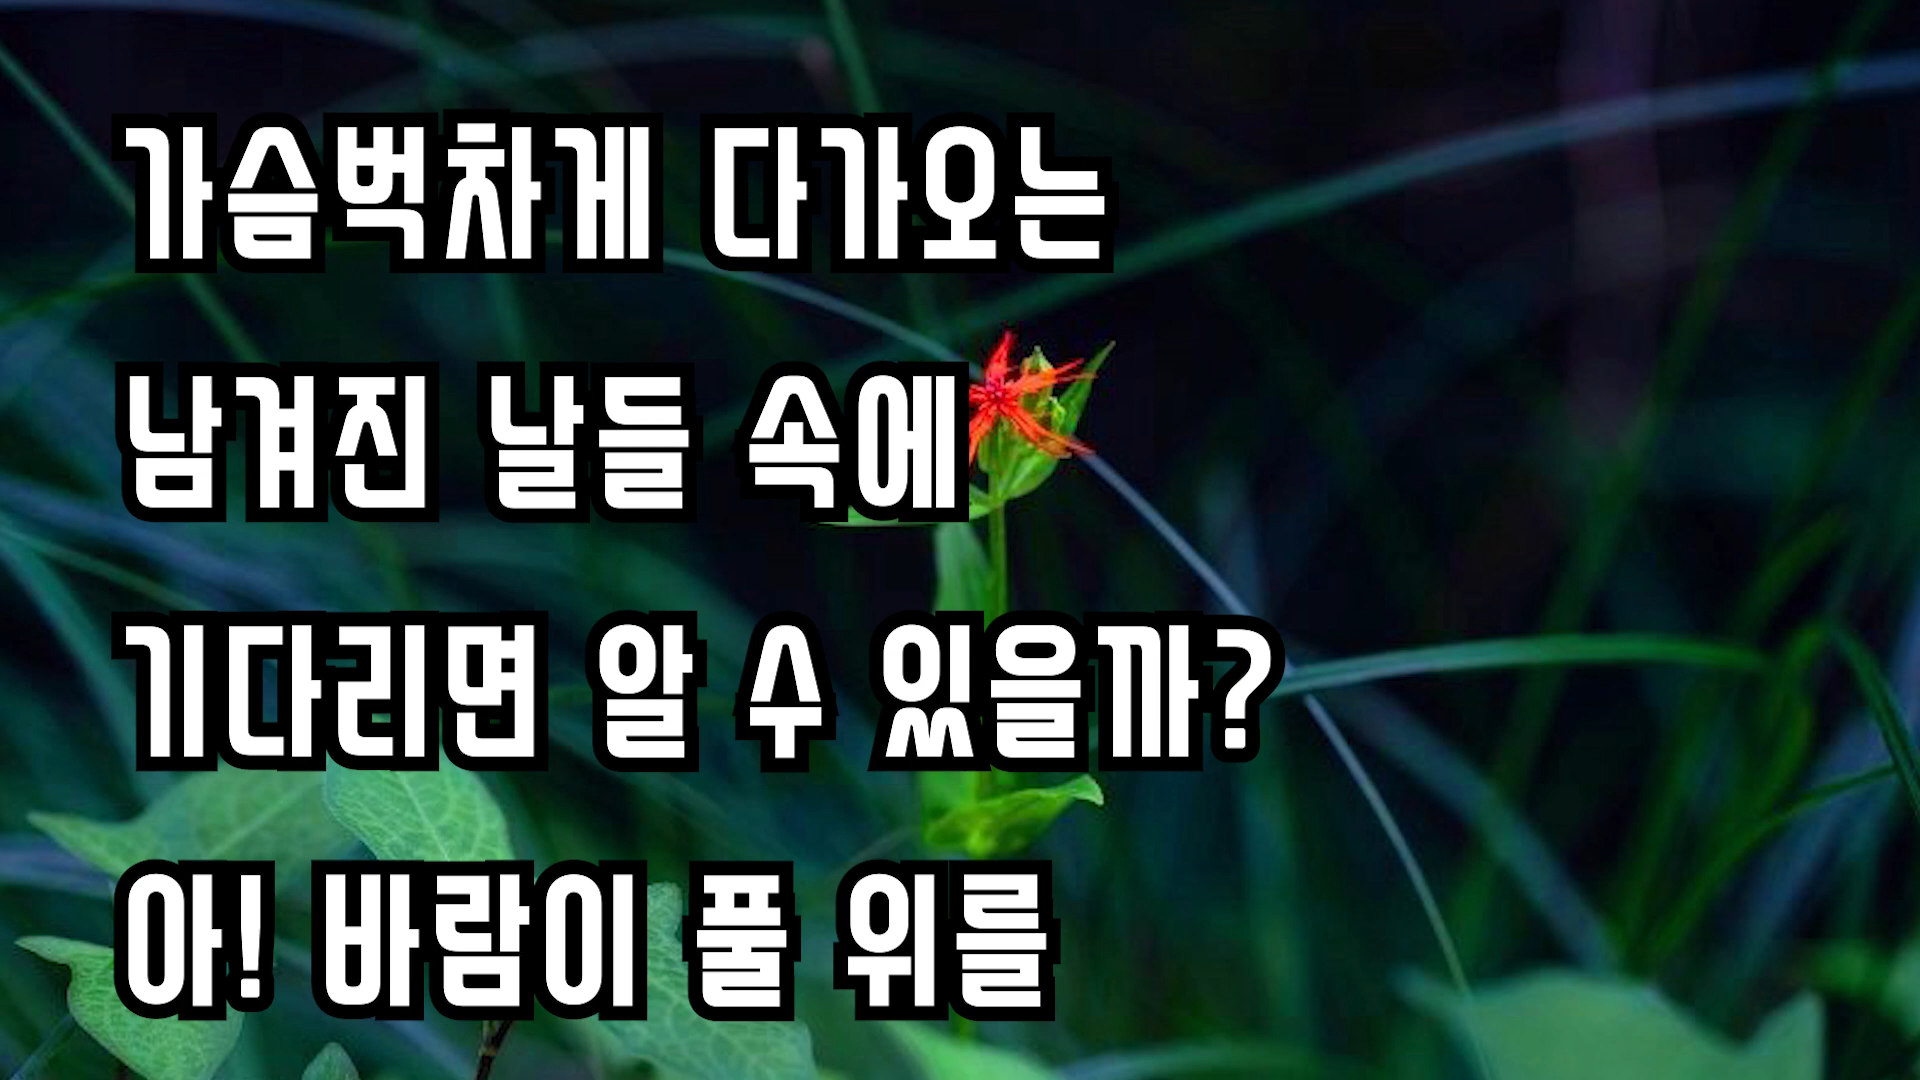 가슴벅차게 다가오는
남겨진 날들 속에
기다리면 알 수 있을까?
아! 바람이 풀 위를